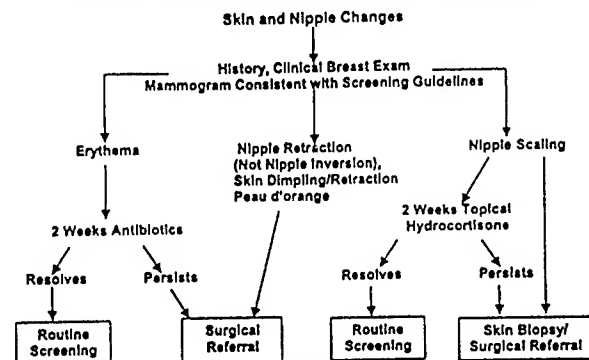 Skin and Nipple Changes
History, Clinical Breast Exam
Mammogram Consistent with Screening Guidelines
Erythema
Nipple Retraction
(Not Nipple Inversion),
Skin Dimpling/Retraction
Peau d'orange
Nipple Scaling
2 Weeks Antibiotics
2 Weeks Topical
Hydrocortisone
Resolves
Persists
Resolves
Persists
Routine
Screening
Surgical
Referral
Routine
Screening
Skin Biopsy/
Surgical Referral